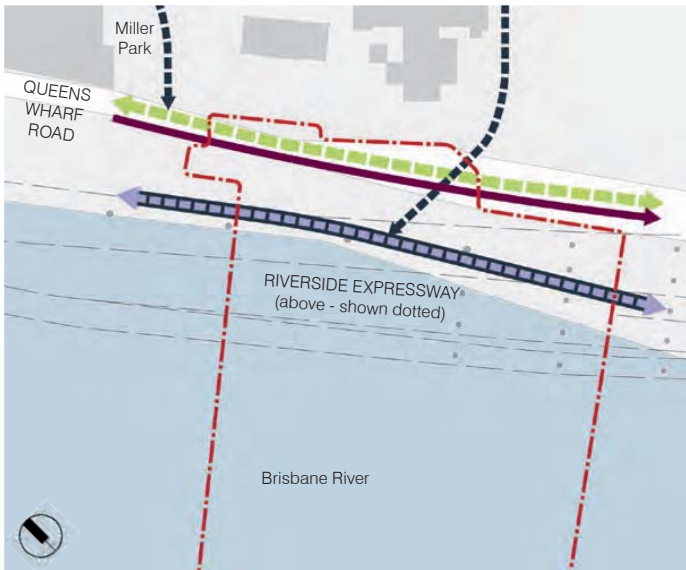 Miller
Park
QUEENS
WHARF
ROAD
RIVERSIDE EXPRESSWAY
(above - shown dotted)
Brisbane River